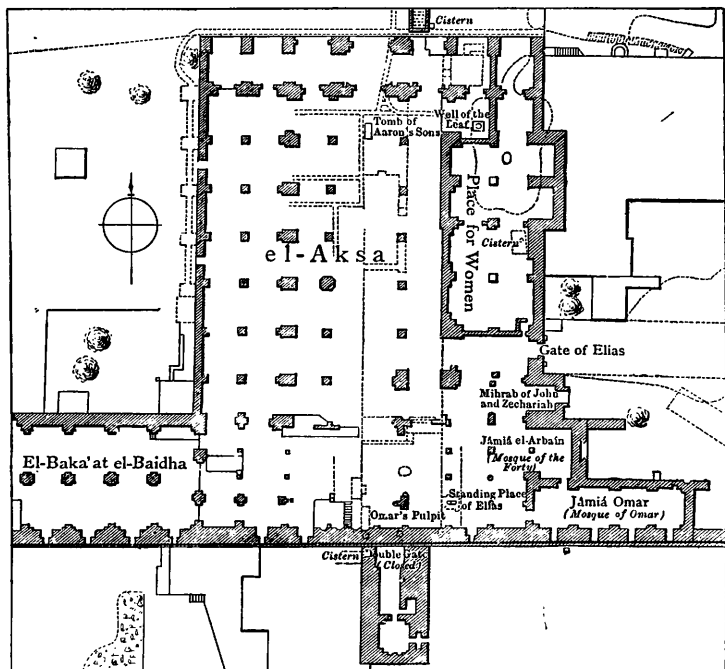 Cistern
Well of the
Leaf
Tomb of
Aaron's Sons
Place for Women
Cistern
el-Aksa
Gate of Elias
Mihrab of John
and Zechariah
Jámiá el-Arbaín
(Mosque of the
Forty)
El-Baka'at el-Baidha
Standing Place
of Elias
Jámiá Omar
(Mosque of Omar)
Omar's Pulpit
Cistern
Double Gate
(Closed)